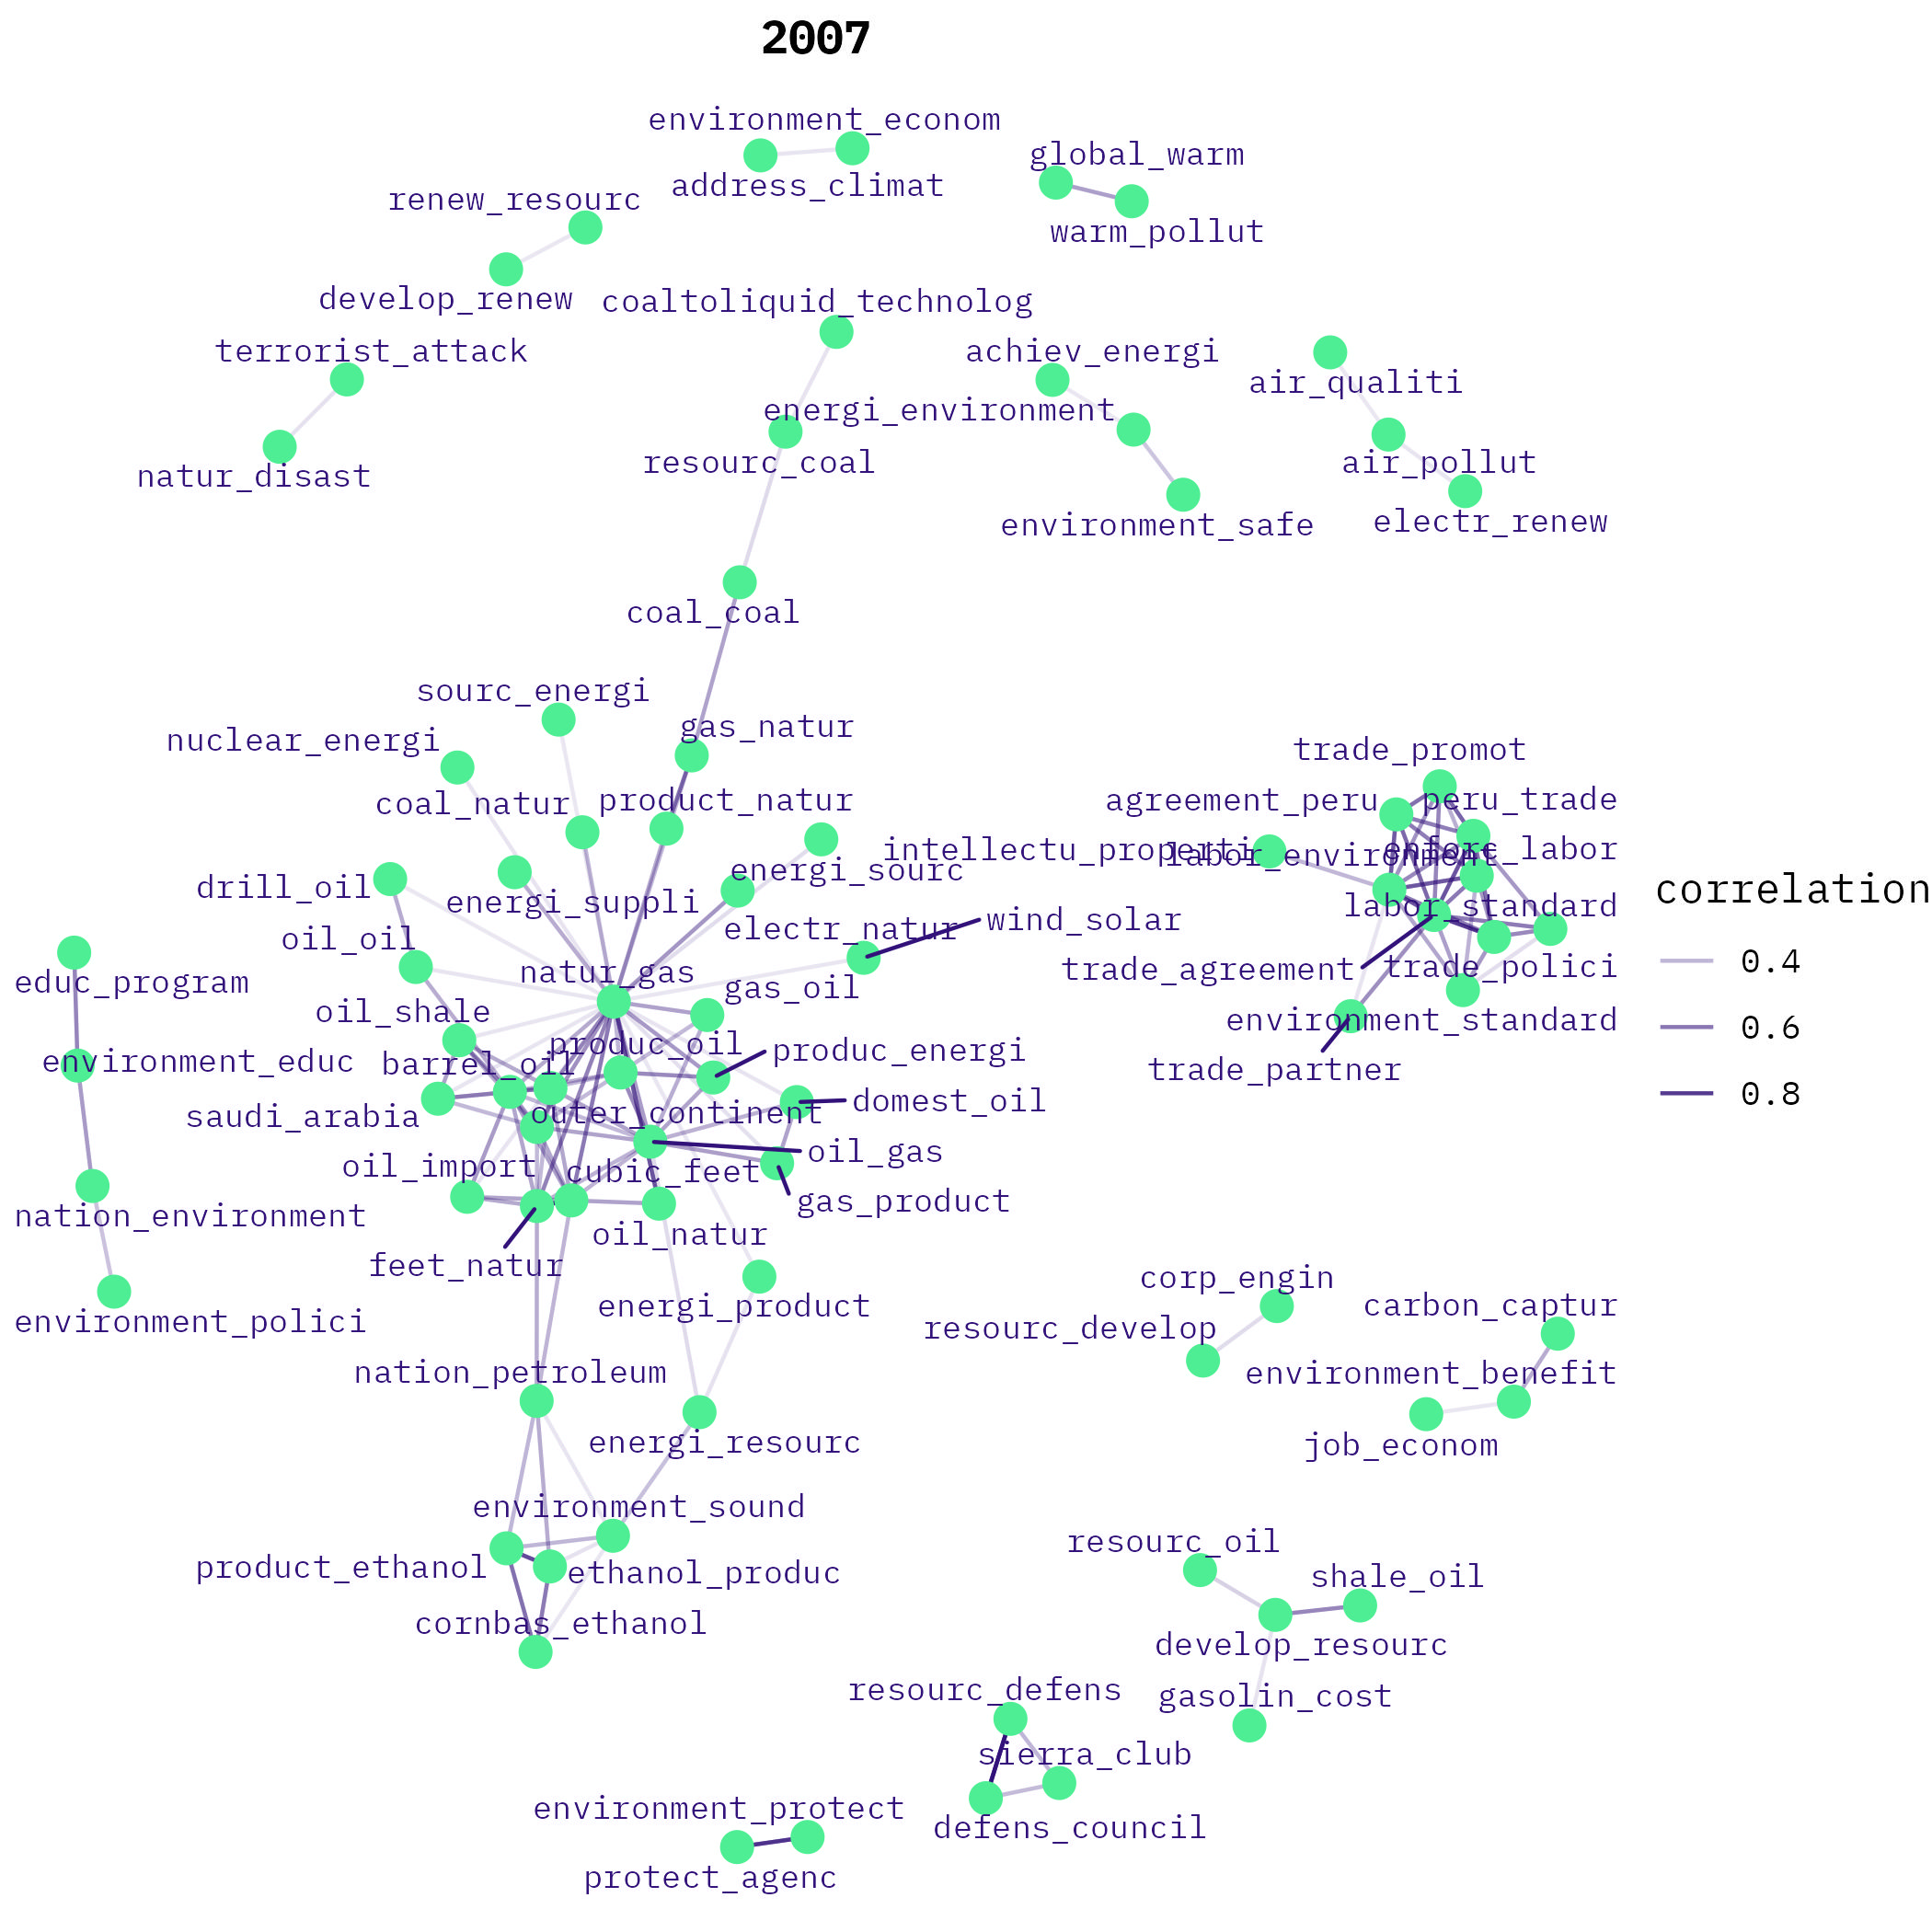 2007
environment_econom
global_warm
address_climat
renew_resourc
warm_pollut
develop_renew
coaltoliquid_technolog
terrorist_attack
achiev_energi
air_qualiti
energi_environment
natur_disast
resourc_coal
air_pollut
environment_safe
electr_renew
coal_coal
sourc_energi
nuclear_energi
gas_natur
trade_promot
coal_natur
product_natur
agreement_peru
peru_trade
intellectu_properti
labor_environment
enforc_labor
drill_oil
energi_suppli
energi_sourc
correlation
labor_standard
oil_oil
electr_natur
wind_solar
0.4
educ_program
natur_gas
gas_oil
trade_agreement
trade_polici
oil_shale
environment_standard
0.6
environment_educ
barrel_oil
produc_oil
produc_energi
trade_partner
0.8
saudi_arabia
outer_continent
domest_oil
oil_import
cubic_feet
oil_gas
nation_environment
oil_natur
gas_product
feet_natur
corp_engin
environment_polici
energi_product
resourc_develop
carbon_captur
nation_petroleum
environment_benefit
energi_resourc
job_econom
environment_sound
resourc_oil
product_ethanol
ethanol_produc
shale_oil
cornbas_ethanol
develop_resourc
resourc_defens
gasolin_cost
sierra_club
environment_protect
defens_council
protect_agenc